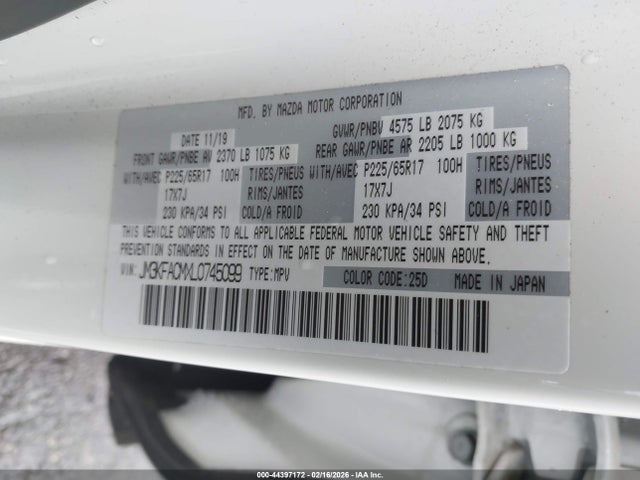 MFD. BY MAZDA MOTOR CORPORATION
DATE 11/19 GVWR/PNBV 4575 LB 2075 KG
FRONT GAWR/PNBE AV 2370 LB 1075 KG REAR GAWR/PNBE AR 2205 LB 1000 KG
WITH/AVEC P225/65R17 100H TIRES/PNEUS WITH/AVEC P225/65R17 100H TIRES/PNEUS
17X7J RIMS/JANTES 17X7J RIMS/JANTES
230 KPA/34 PSI COLD/A FROID 230 KPA/34 PSI COLD/A FROID
THIS VEHICLE CONFORMS TO ALL APPLICABLE FEDERAL MOTOR VEHICLE SAFETY AND THEFT
PREVENTION STANDARDS IN EFFECT ON THE DATE OF MANUFACTURE SHOWN ABOVE.
VIN: JM3KFACMXL0745099 TYPE:MPV COLOR CODE:25D MADE IN JAPAN
000-44397172 - 02/16/2026 - IAA Inc.